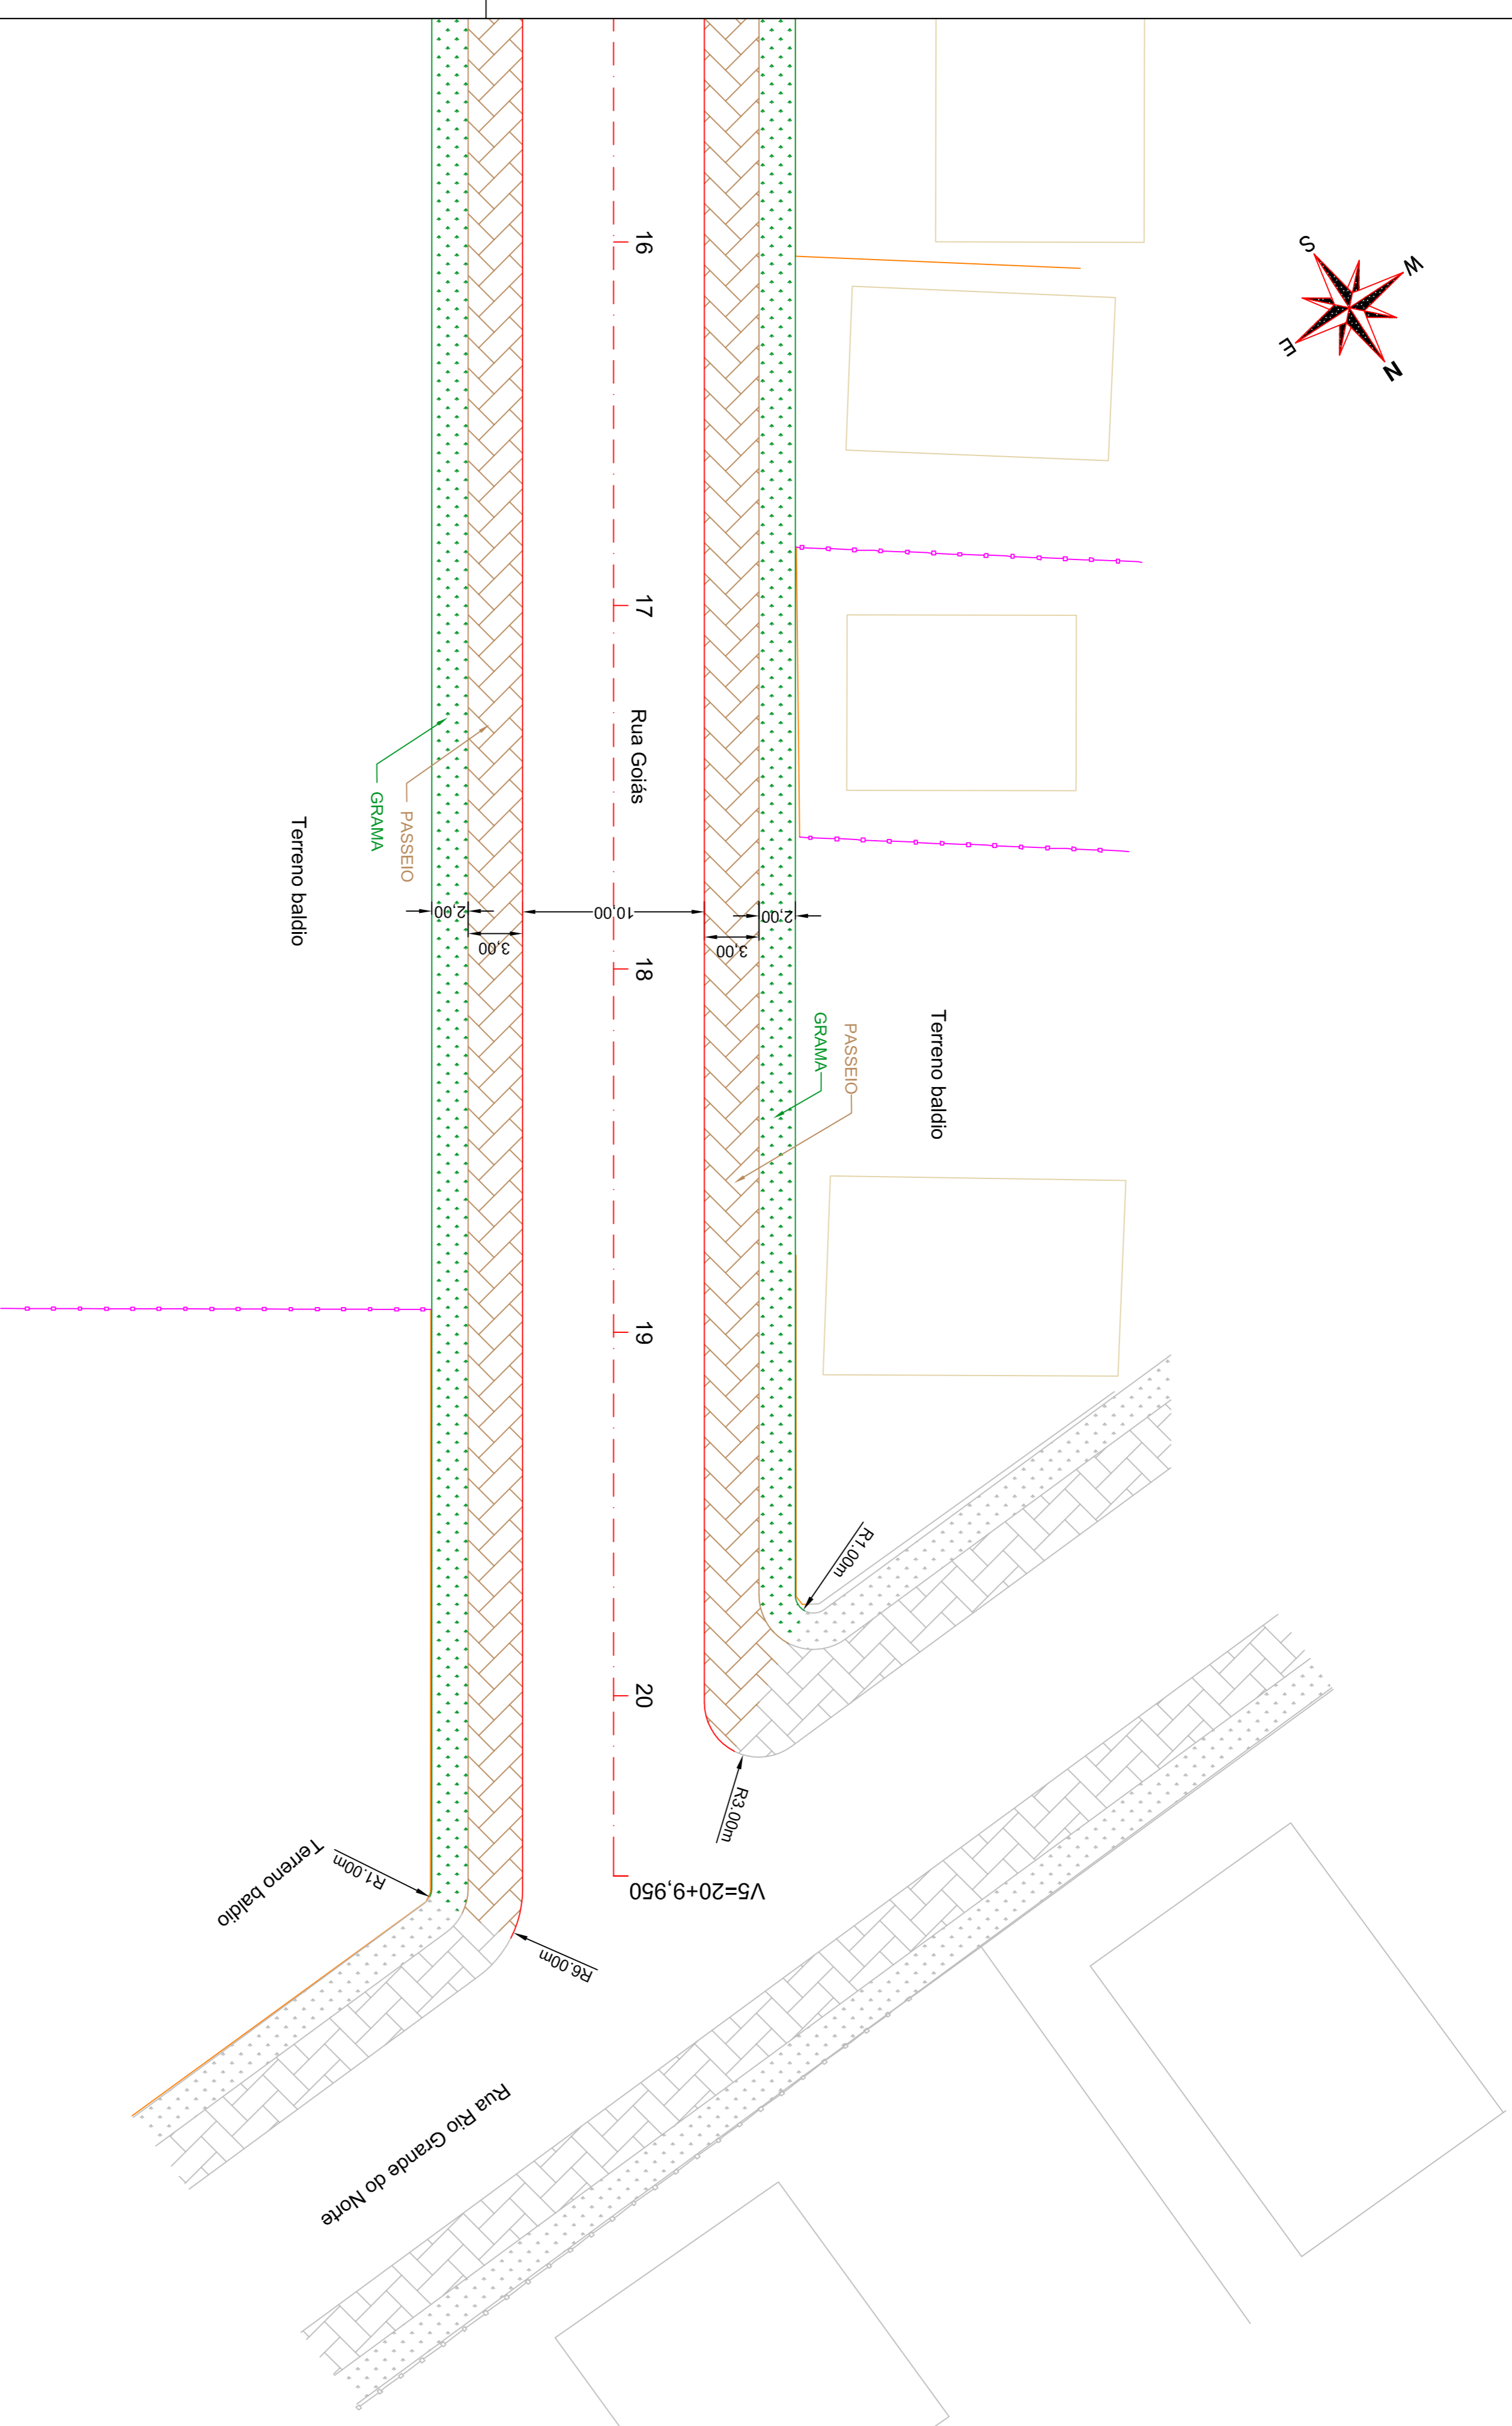 S
W
E
N
16
17
Rua Goiás
GRAMA
PASSEIO
Terreno baldio
2,00
3,00
10,00
3,00
2,00
18
GRAMA
PASSEIO
Terreno baldio
19
R1.00m
20
R3.00m
V5=20+9,950
R1.00m
Terreno baldio
R6.00m
Rua Rio Grande do Norte